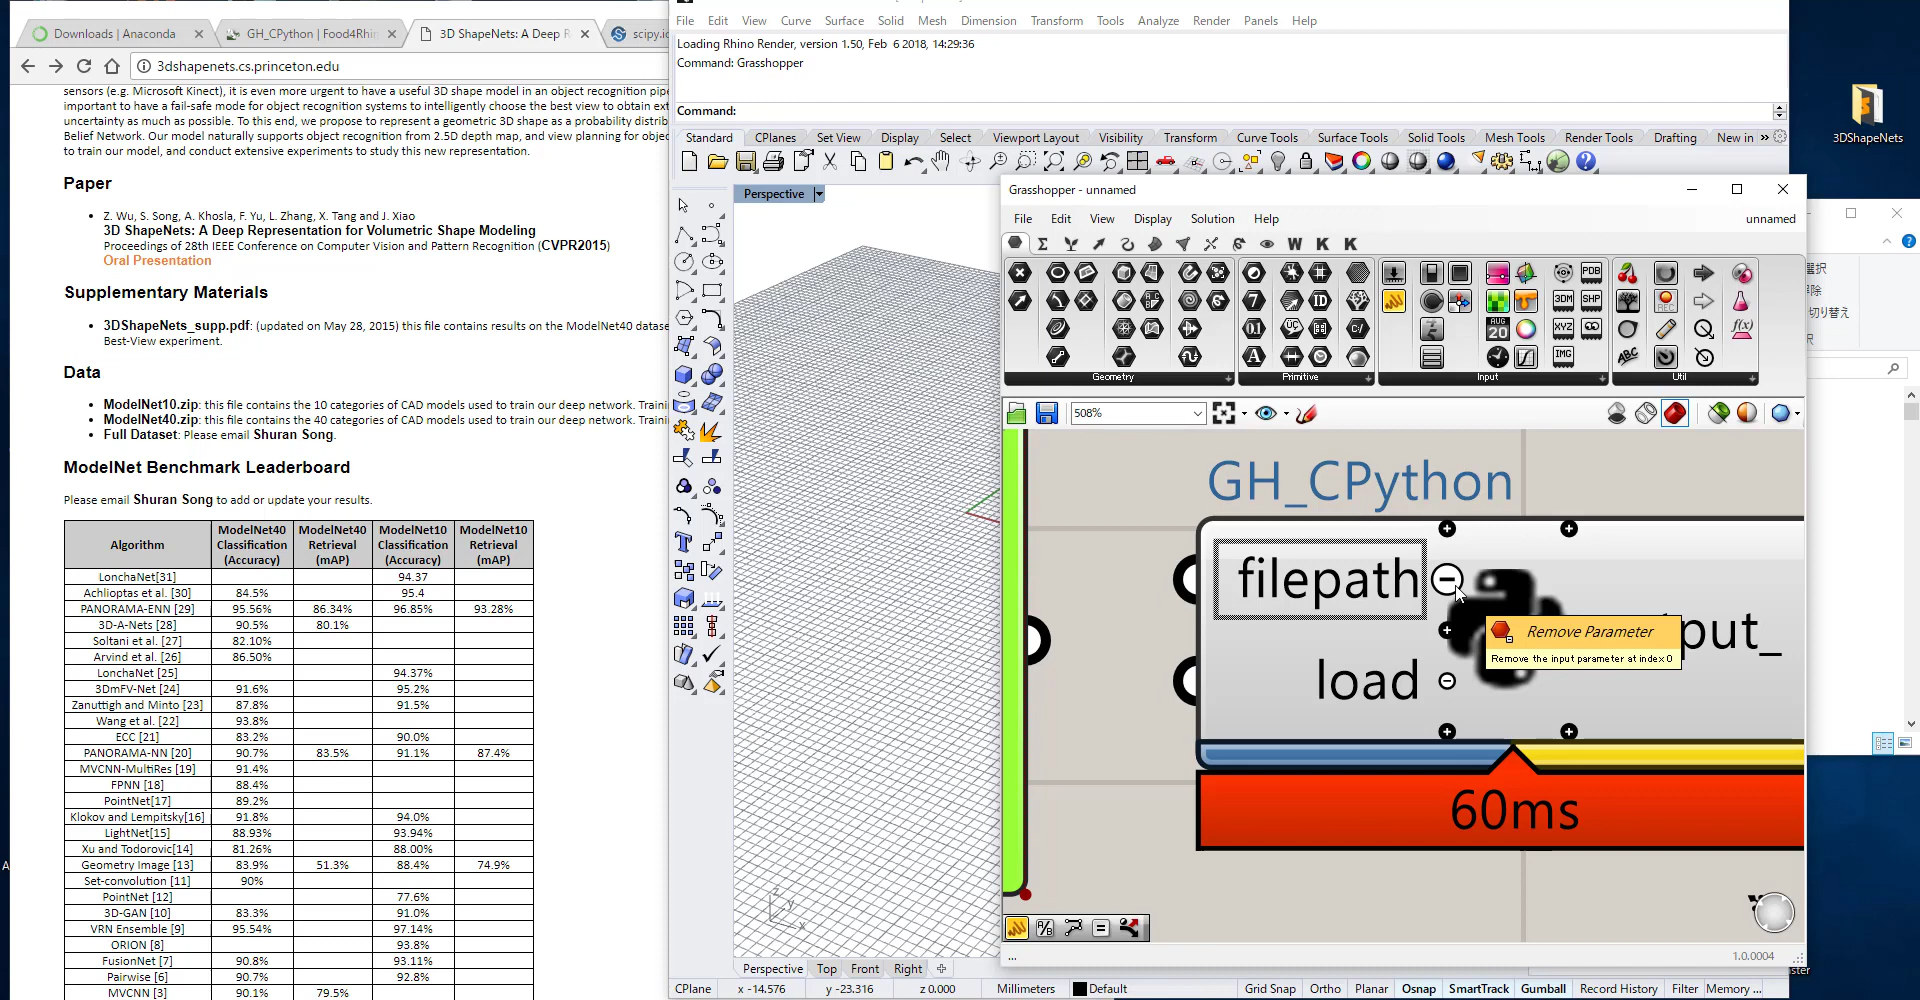 Downloads | Anaconda
GH_CPython | Food4Rhin
3D ShapeNets: A Deep R
scipy.io
3dshapenets.cs.princeton.edu
sensors (e.g. Microsoft Kinect), it is even more urgent to have a useful 3D shape model in an object recognition pipe
important to have a fail-safe mode for object recognition systems to intelligently choose the best view to obtain ext
uncertainty as much as possible. To this end, we propose to represent a geometric 3D shape as a probability distrib
Belief Network. Our model naturally supports object recognition from 2.5D depth map, and view planning for objec
to train our model, and conduct extensive experiments to study this new representation.
Paper
Z. Wu, S. Song, A. Khosla, F. Yu, L. Zhang, X. Tang and J. Xiao
3D ShapeNets: A Deep Representation for Volumetric Shape Modeling
Proceedings of 28th IEEE Conference on Computer Vision and Pattern Recognition (CVPR2015)
Oral Presentation
Supplementary Materials
3DShapeNets_supp.pdf: (updated on May 28, 2015) this file contains results on the ModelNet40 datase
Best-View experiment.
Data
ModelNet10.zip: this file contains the 10 categories of CAD models used to train our deep network. Traini
ModelNet40.zip: this file contains the 40 categories of CAD models used to train our deep network. Traini
Full Dataset: Please email Shuran Song.
ModelNet Benchmark Leaderboard
Please email Shuran Song to add or update your results.
Algorithm ModelNet40 Classification (Accuracy) ModelNet40 Retrieval (mAP) ModelNet10 Classification (Accuracy) ModelNet10 Retrieval (mAP)
LonchaNet[31] 94.37
Achlioptas et al. [30] 84.5% 95.4
PANORAMA-ENN [29] 95.56% 86.34% 96.85% 93.28%
3D-A-Nets [28] 90.5% 80.1%
Soltani et al. [27] 82.10%
Arvind et al. [26] 86.50%
LonchaNet [25] 94.37%
3DmFV-Net [24] 91.6% 95.2%
Zanuttigh and Minto [23] 87.8% 91.5%
Wang et al. [22] 93.8%
ECC [21] 83.2% 90.0%
PANORAMA-NN [20] 90.7% 83.5% 91.1% 87.4%
MVCNN-MultiRes [19] 91.4%
FPNN [18] 88.4%
PointNet[17] 89.2%
Klokov and Lempitsky[16] 91.8% 94.0%
LightNet[15] 88.93% 93.94%
Xu and Todorovic[14] 81.26% 88.00%
Geometry Image [13] 83.9% 51.3% 88.4% 74.9%
Set-convolution [11] 90%
PointNet [12] 77.6%
3D-GAN [10] 83.3% 91.0%
VRN Ensemble [9] 95.54% 97.14%
ORION [8] 93.8%
FusionNet [7] 90.8% 93.11%
Pairwise [6] 90.7% 92.8%
MVCNN [3] 90.1% 79.5%
File Edit View Curve Surface Solid Mesh Dimension Transform Tools Analyze Render Panels Help
Loading Rhino Render, version 1.50, Feb 6 2018, 14:29:36
Command: Grasshopper
Command:
Standard CPlanes Set View Display Select Viewport Layout Visibility Transform Curve Tools Surface Tools Solid Tools Mesh Tools Render Tools Drafting New in »
Perspective
Grasshopper - unnamed
File Edit View Display Solution Help unnamed
W K K
7 ID 0.1 A C:/
AUG 20
3DM XYZ IMG PDB SHP
REC ABC f(x)
Geometry Primitive Input Util
508%
GH_CPython
filepath
load
put_
Remove Parameter
Remove the input parameter at index 0
60ms
... 1.0.0004
z y x
Perspective Top Front Right
CPlane x -14.576 y -23.316 z 0.000 Millimeters Default Grid Snap Ortho Planar Osnap SmartTrack Gumball Record History Filter Memory ...
3DShapeNets
選択
解除
切り替え
択
ster
A